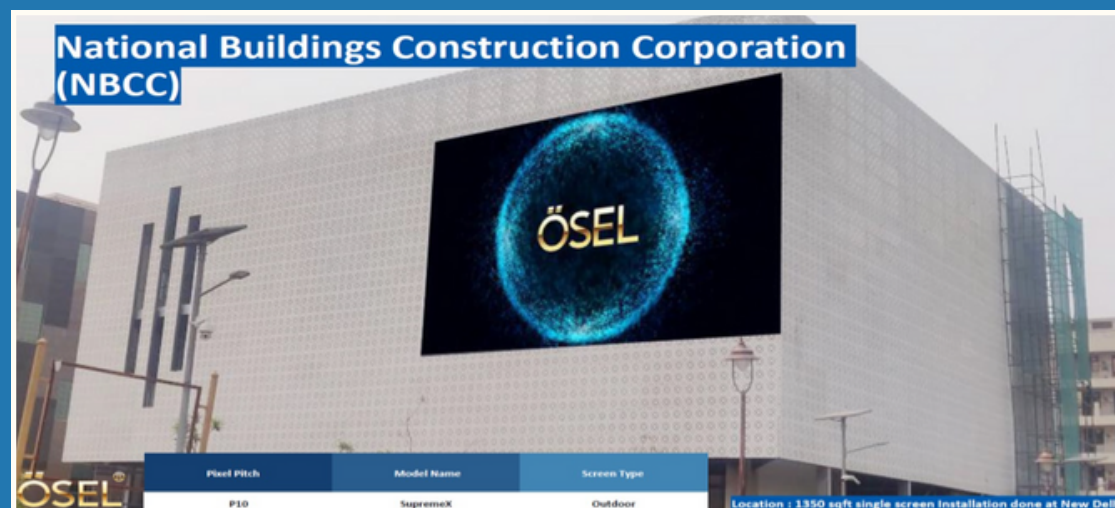 National Buildings Construction Corporation
(NBCC)
ÖSEL
Pixel Pitch Model Name Screen Type
P10 SupremeX Outdoor
ÖSEL
Location : 1350 sqft single screen Installation done at New Delh